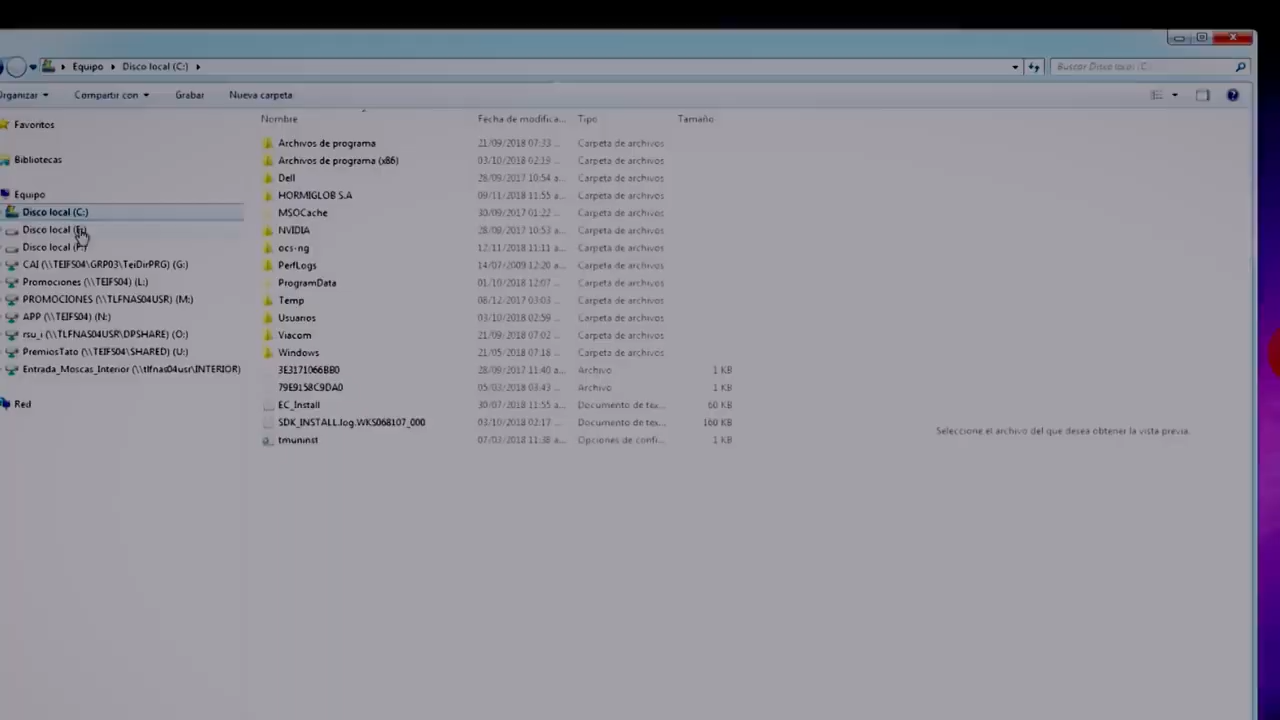 Equipo Disco local (C:) Buscar Disco local (C:
Organizar Compartir con Grabar Nueva carpeta
Favoritos
Bibliotecas
Equipo
Disco local (C:)
Disco local
Disco local
CAI (\\TEIFS04\GRP03\TeiDirPRG) (G:)
Promociones (\\TEIFS04) (L:)
PROMOCIONES (\\TLFNAS04USR) (M:)
APP (\\TEIFS04) (N:)
rsu_i (\\TLFNAS04USR\DPSHARE) (O:)
PremiosTato (\\TEIFS04\SHARED) (U:)
Entrada_Moscas_Interior (\\tlfnas04usr\INTERIOR)
Red
Nombre Fecha de modifica... Tipo Tamaño
Archivos de programa 21/09/2018 07:33 ... Carpeta de archivos
Archivos de programa (x86) 03/10/2018 02:19 ... Carpeta de archivos
Dell 28/09/2017 10:54 a... Carpeta de archivos
HORMIGLOB S.A 09/11/2018 11:55 a... Carpeta de archivos
MSOCache 30/09/2017 01:22 ... Carpeta de archivos
NVIDIA 28/09/2017 10:53 a... Carpeta de archivos
ocs-ng 12/11/2018 11:11 a... Carpeta de archivos
PerfLogs 14/07/2009 12:20 a... Carpeta de archivos
ProgramData 01/10/2018 12:07 ... Carpeta de archivos
Temp 08/12/2017 03:03 ... Carpeta de archivos
Usuarios 03/10/2018 02:59 ... Carpeta de archivos
Viacom 21/09/2018 07:02 ... Carpeta de archivos
Windows 21/05/2018 07:18 ... Carpeta de archivos
3E3171066BB0 28/09/2017 11:40 a... Archivo 1 KB
79E9158C9DA0 05/03/2018 03:43 ... Archivo 1 KB
EC_Install 30/07/2018 11:55 a... Documento de tex... 60 KB
SDK_INSTALL.log.WKS068107_000 03/10/2018 02:17 ... Documento de tex... 160 KB
tmuninst 07/03/2018 11:38 a... Opciones de confi... 1 KB
Seleccione el archivo del que desea obtener la vista previa.